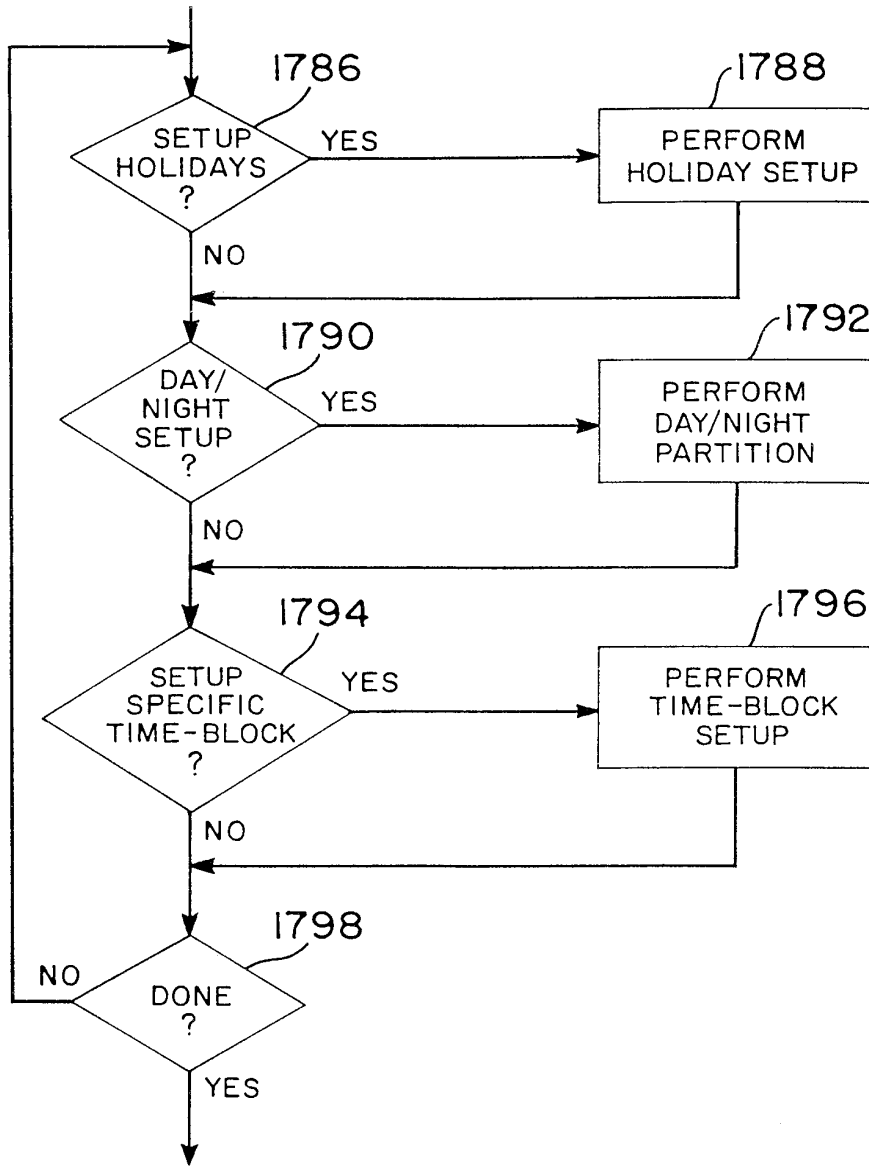 1786
SETUP
HOLIDAYS
?
YES
1788
PERFORM
HOLIDAY SETUP
NO
1790
DAY/
NIGHT
SETUP
?
YES
1792
PERFORM
DAY/NIGHT
PARTITION
NO
1794
SETUP
SPECIFIC
TIME-BLOCK
?
YES
1796
PERFORM
TIME-BLOCK
SETUP
NO
1798
NO
DONE
?
YES